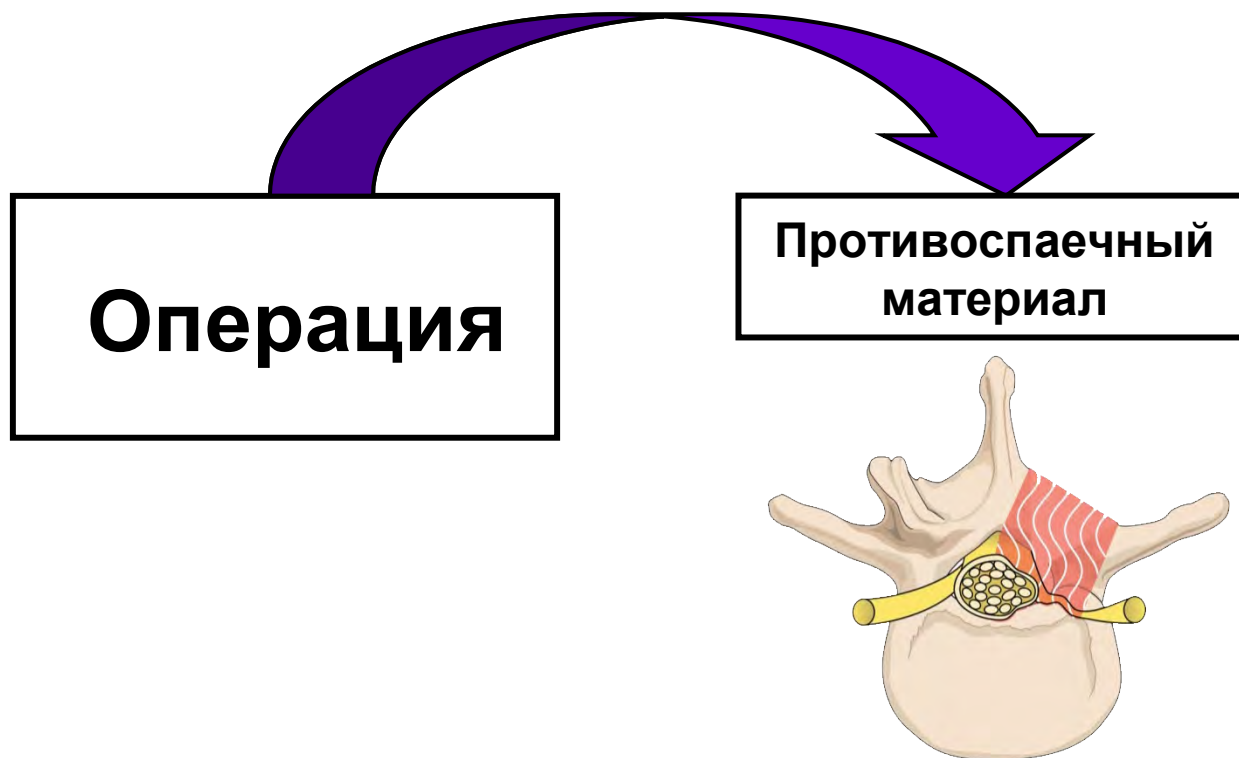 Операция
Противоспаечный
материал